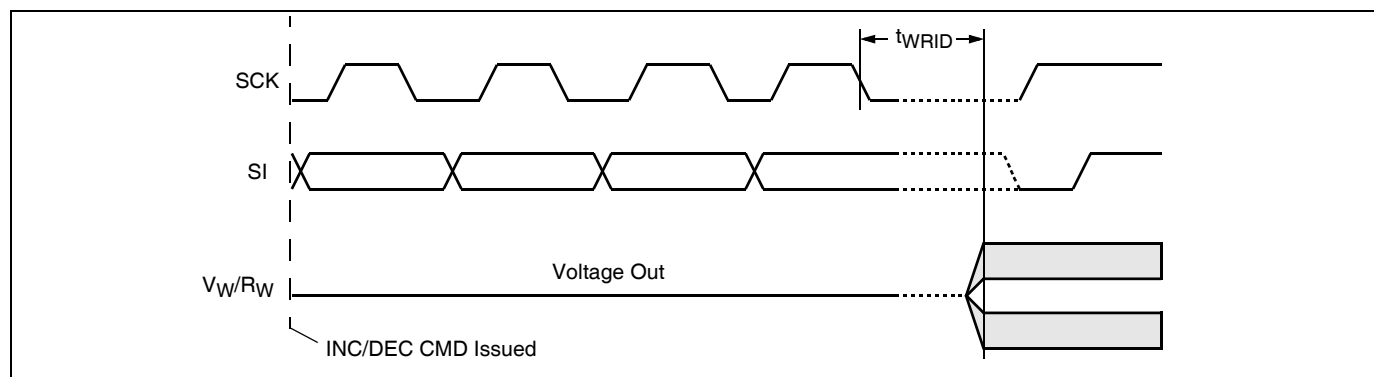 tWRID
SCK
SI
Voltage Out
VW/RW
INC/DEC CMD Issued